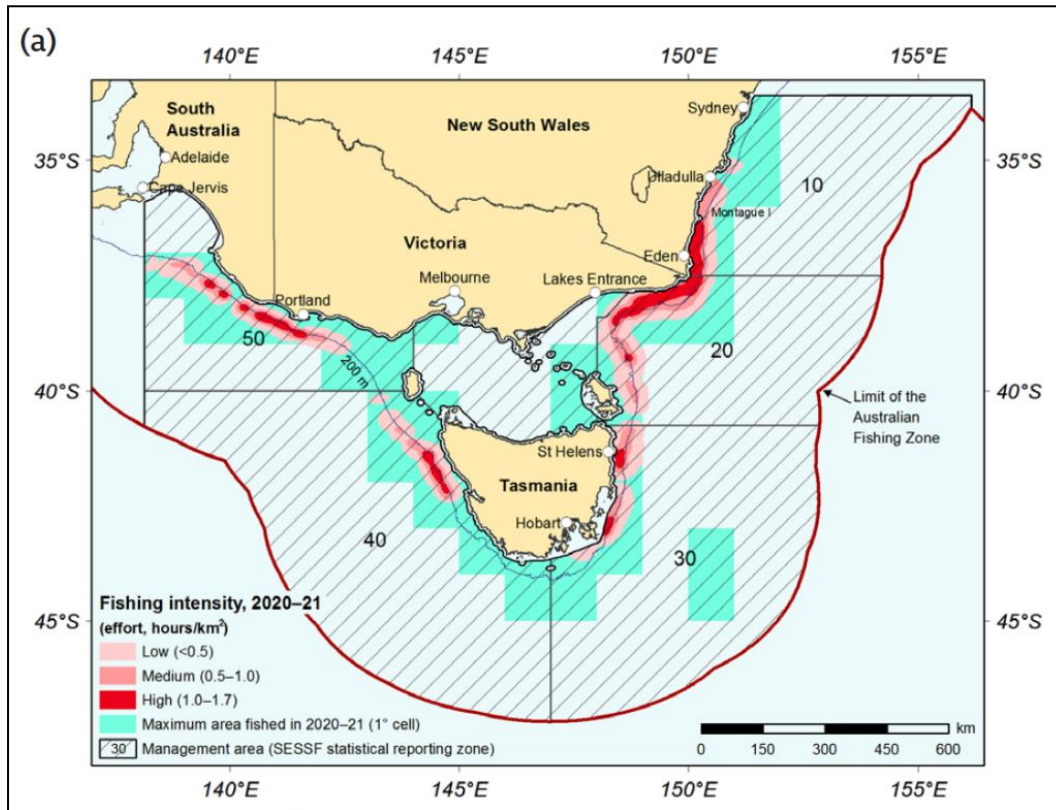 (a)
140°E 145°E 150°E 155°E
South
Australia
New South Wales
Sydney
Adelaide
35°S 35°S
Ulladulla
10
Cape Jervis
Montague I
Victoria
Eden
Melbourne
Lakes Entrance
Portland
50
20
200 m
40°S 40°S
Limit of the
Australian
Fishing Zone
St Helens
Tasmania
Hobart
40
30
45°S 45°S
Fishing intensity, 2020–21
(effort, hours/km²)
Low (<0.5)
Medium (0.5–1.0)
High (1.0–1.7)
Maximum area fished in 2020–21 (1° cell)
30 Management area (SESSF statistical reporting zone)
km
0 150 300 450 600
140°E 145°E 150°E 155°E